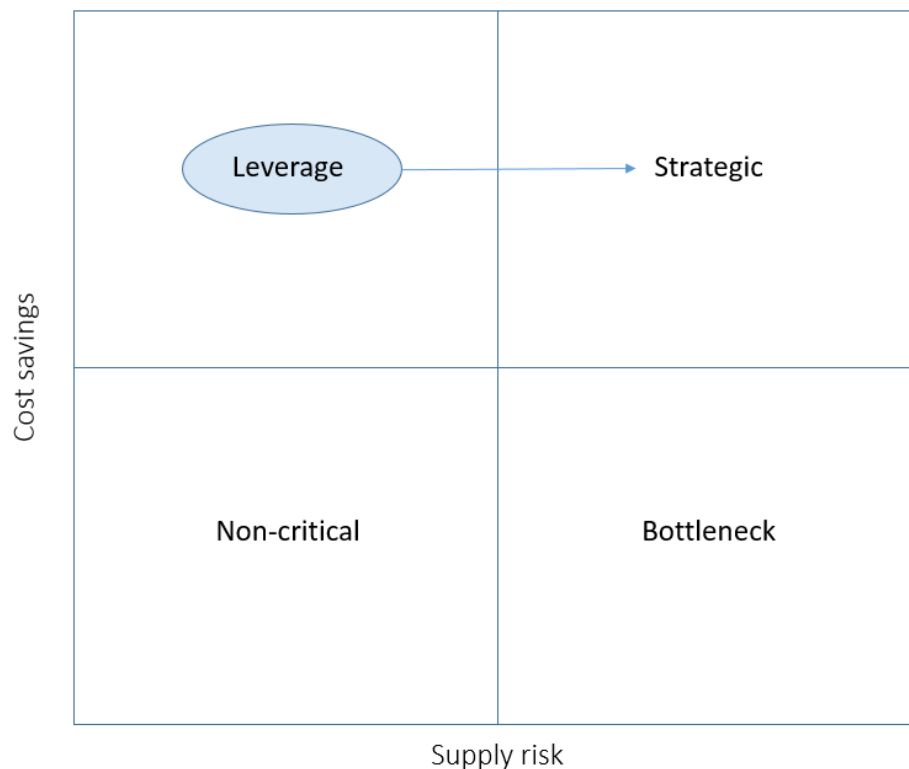 Leverage
Strategic
Cost savings
Non-critical
Bottleneck
Supply risk